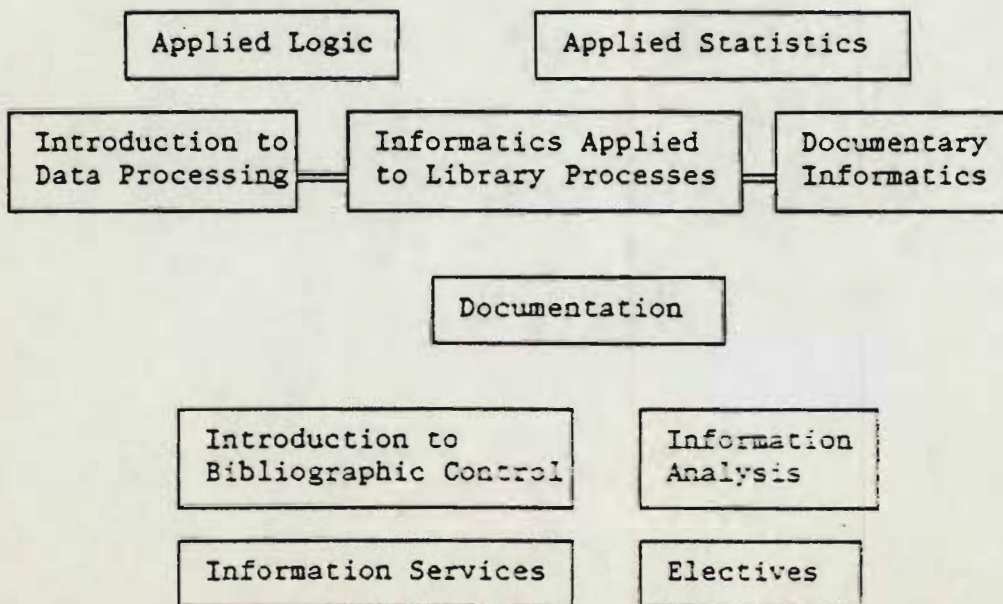 Applied Logic
Applied Statistics
Introduction to
Data Processing
Informatics Applied
to Library Processes
Documentary
Informatics
Documentation
Introduction to
Bibliographic Control
Information
Analysis
Information Services
Electives